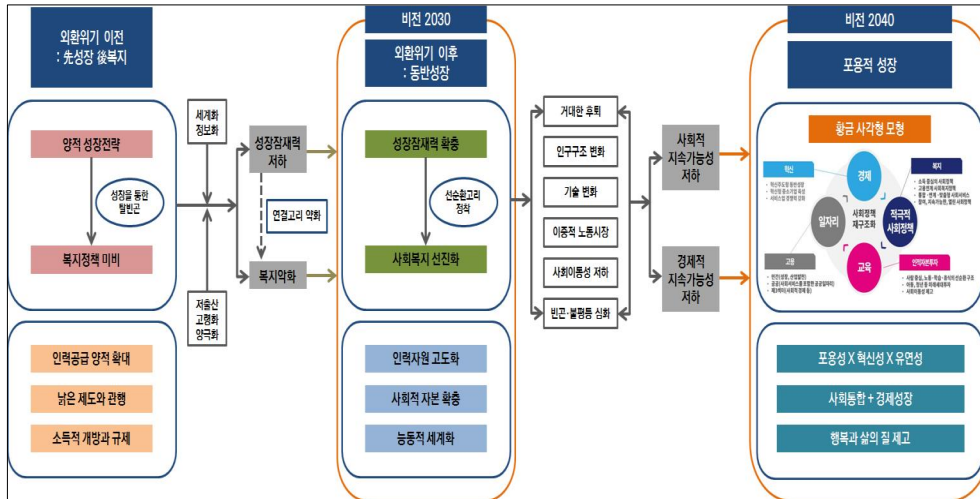 외환위기 이전
: 先성장 後복지
양적 성장전략
성장을 통한
탈빈곤
복지정책 미비
인력공급 양적 확대
낡은 제도와 관행
소득적 개방과 규제
세계화
정보화
저출산
고령화
양극화
성장잠재력
저하
연결고리 약화
복지약화
비전 2030
외환위기 이후
: 동반성장
성장잠재력 확충
선순환고리
정착
사회복지 선진화
인력자원 고도화
사회적 자본 확충
능동적 세계화
거대한 후퇴
인구구조 변화
기술 변화
이중적 노동시장
사회이동성 저하
빈곤·불평등 심화
사회적
지속가능성
저하
경제적
지속가능성
저하
비전 2040
포용적 성장
황금 사각형 모형
혁신
경제
복지
일자리
사회정책
재구조화
적극적
사회정책
고용
교육
인적자본투자
사회이동성 제고
포용성 X 혁신성 X 유연성
사회통합 + 경제성장
행복과 삶의 질 제고